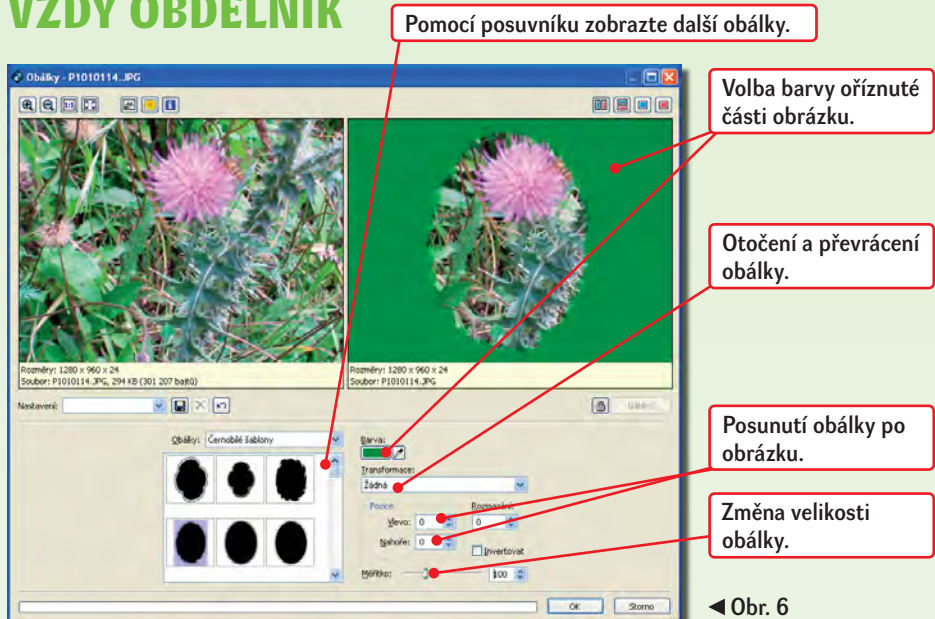 VŽDY OBDÉLNÍK
Pomocí posuvníku zobrazte další obálky.
Obálky - P1010114.JPG
Volba barvy oříznuté
části obrázku.
Otočení a převrácení
obálky.
Rozměry: 1280 x 960 x 24
Soubor: P1010114.JPG, 294 KB (301 207 bajtů)
Rozměry: 1280 x 960 x 24
Soubor: P1010114.JPG
Nastavení:
Obálky: Černobílé šablony
Barva:
Transformace:
Žádná
Pozice
Rozmazání:
Vlevo: 0
0
Nahoře: 0
Invertovat
Měřítko: 100
Posunutí obálky po
obrázku.
Změna velikosti
obálky.
OK
Storno
◄ Obr. 6